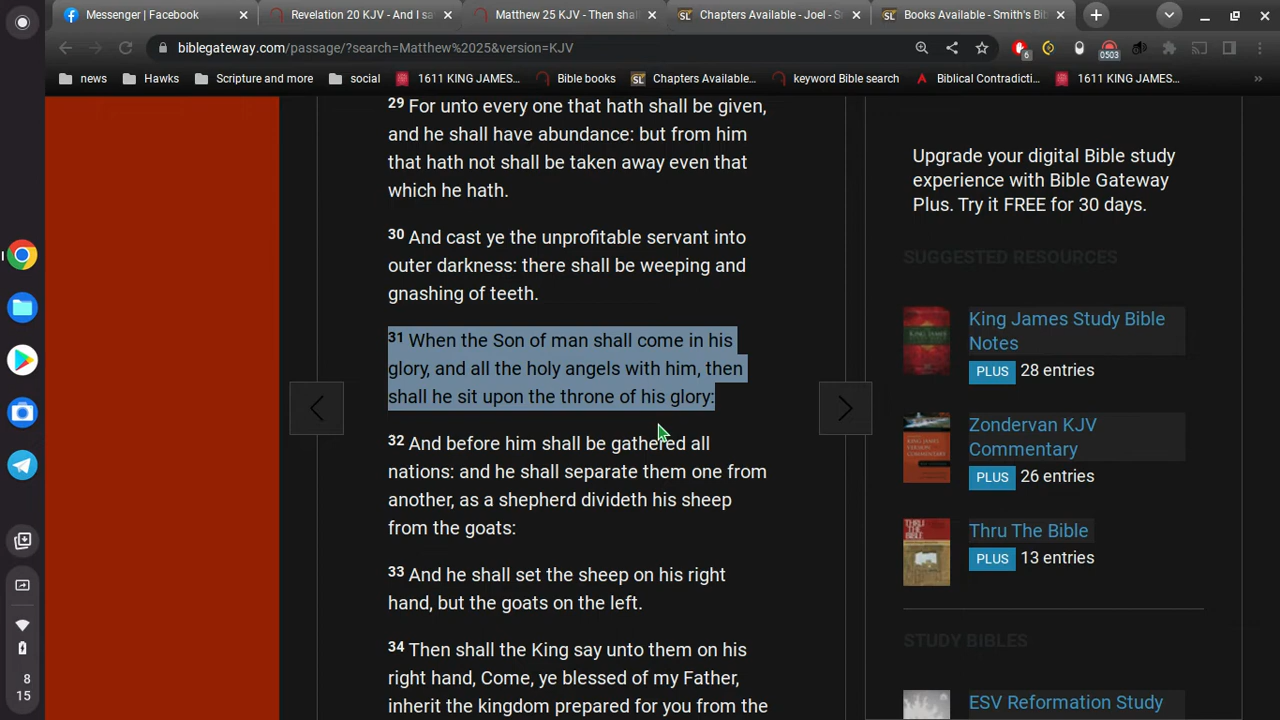 Messenger | Facebook
Revelation 20 KJV - And I sa
Matthew 25 KJV - Then shal
Chapters Available - Joel - S
Books Available - Smith's Bi
biblegateway.com/passage/?search=Matthew%2025&version=KJV
6
0503
news
Hawks
Scripture and more
social
1611 KING JAMES...
Bible books
Chapters Available...
keyword Bible search
Biblical Contradicti...
1611 KING JAMES...
»
29 For unto every one that hath shall be given,
and he shall have abundance: but from him
that hath not shall be taken away even that
which he hath.
30 And cast ye the unprofitable servant into
outer darkness: there shall be weeping and
gnashing of teeth.
31 When the Son of man shall come in his
glory, and all the holy angels with him, then
shall he sit upon the throne of his glory:
32 And before him shall be gathered all
nations: and he shall separate them one from
another, as a shepherd divideth his sheep
from the goats:
33 And he shall set the sheep on his right
hand, but the goats on the left.
34 Then shall the King say unto them on his
right hand, Come, ye blessed of my Father,
inherit the kingdom prepared for you from the
Upgrade your digital Bible study
experience with Bible Gateway
Plus. Try it FREE for 30 days.
SUGGESTED RESOURCES
King James Study Bible
Notes
PLUS 28 entries
Zondervan KJV
Commentary
PLUS 26 entries
Thru The Bible
PLUS 13 entries
STUDY BIBLES
ESV Reformation Study
8
15